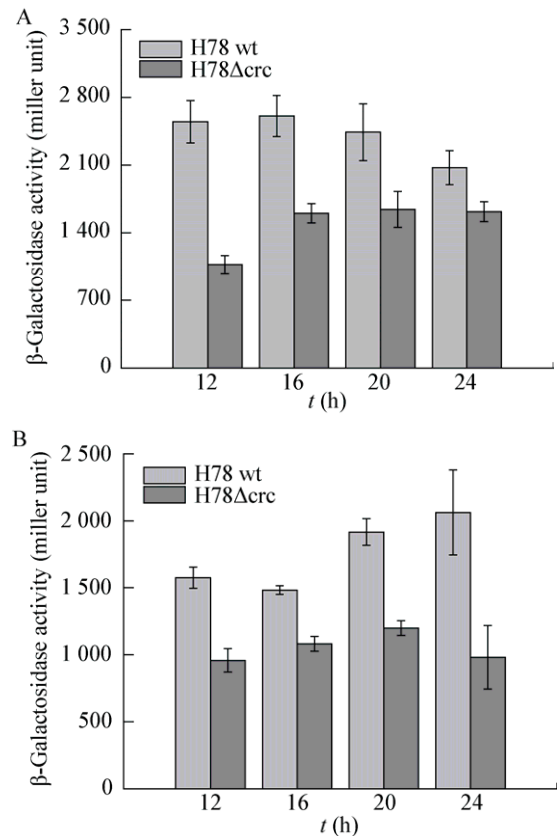 A
β-Galactosidase activity (miller unit)
3 500
2 800
2 100
1 400
700
0
H78 wt
H78Δcrc
12 16 20 24
t (h)
B
β-Galactosidase activity (miller unit)
2 500
2 000
1 500
1 000
500
0
H78 wt
H78Δcrc
12 16 20 24
t (h)